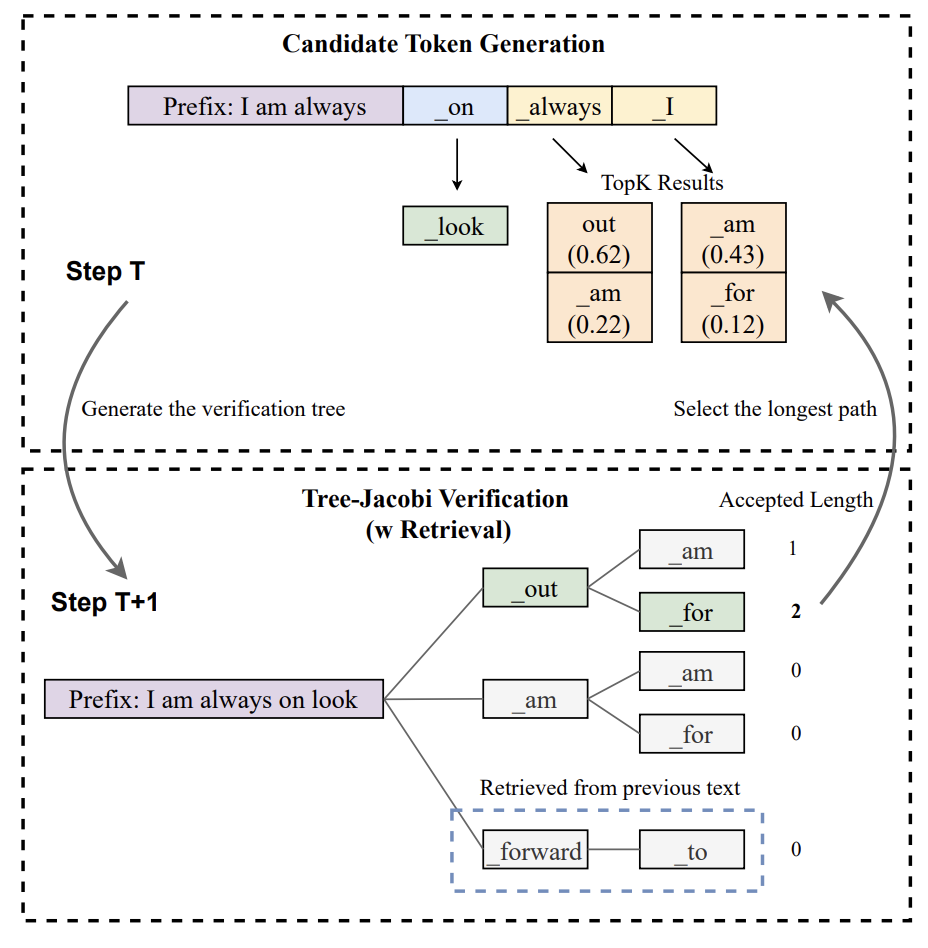 Candidate Token Generation
Prefix: I am always
_on
_always
_I
TopK Results
_look
out
(0.62)
_am
(0.22)
_am
(0.43)
_for
(0.12)
Step T
Generate the verification tree
Select the longest path
Tree-Jacobi Verification
(w Retrieval)
Accepted Length
Step T+1
_am
1
_out
_for
2
Prefix: I am always on look
_am
_am
0
_for
0
Retrieved from previous text
_forward
_to
0